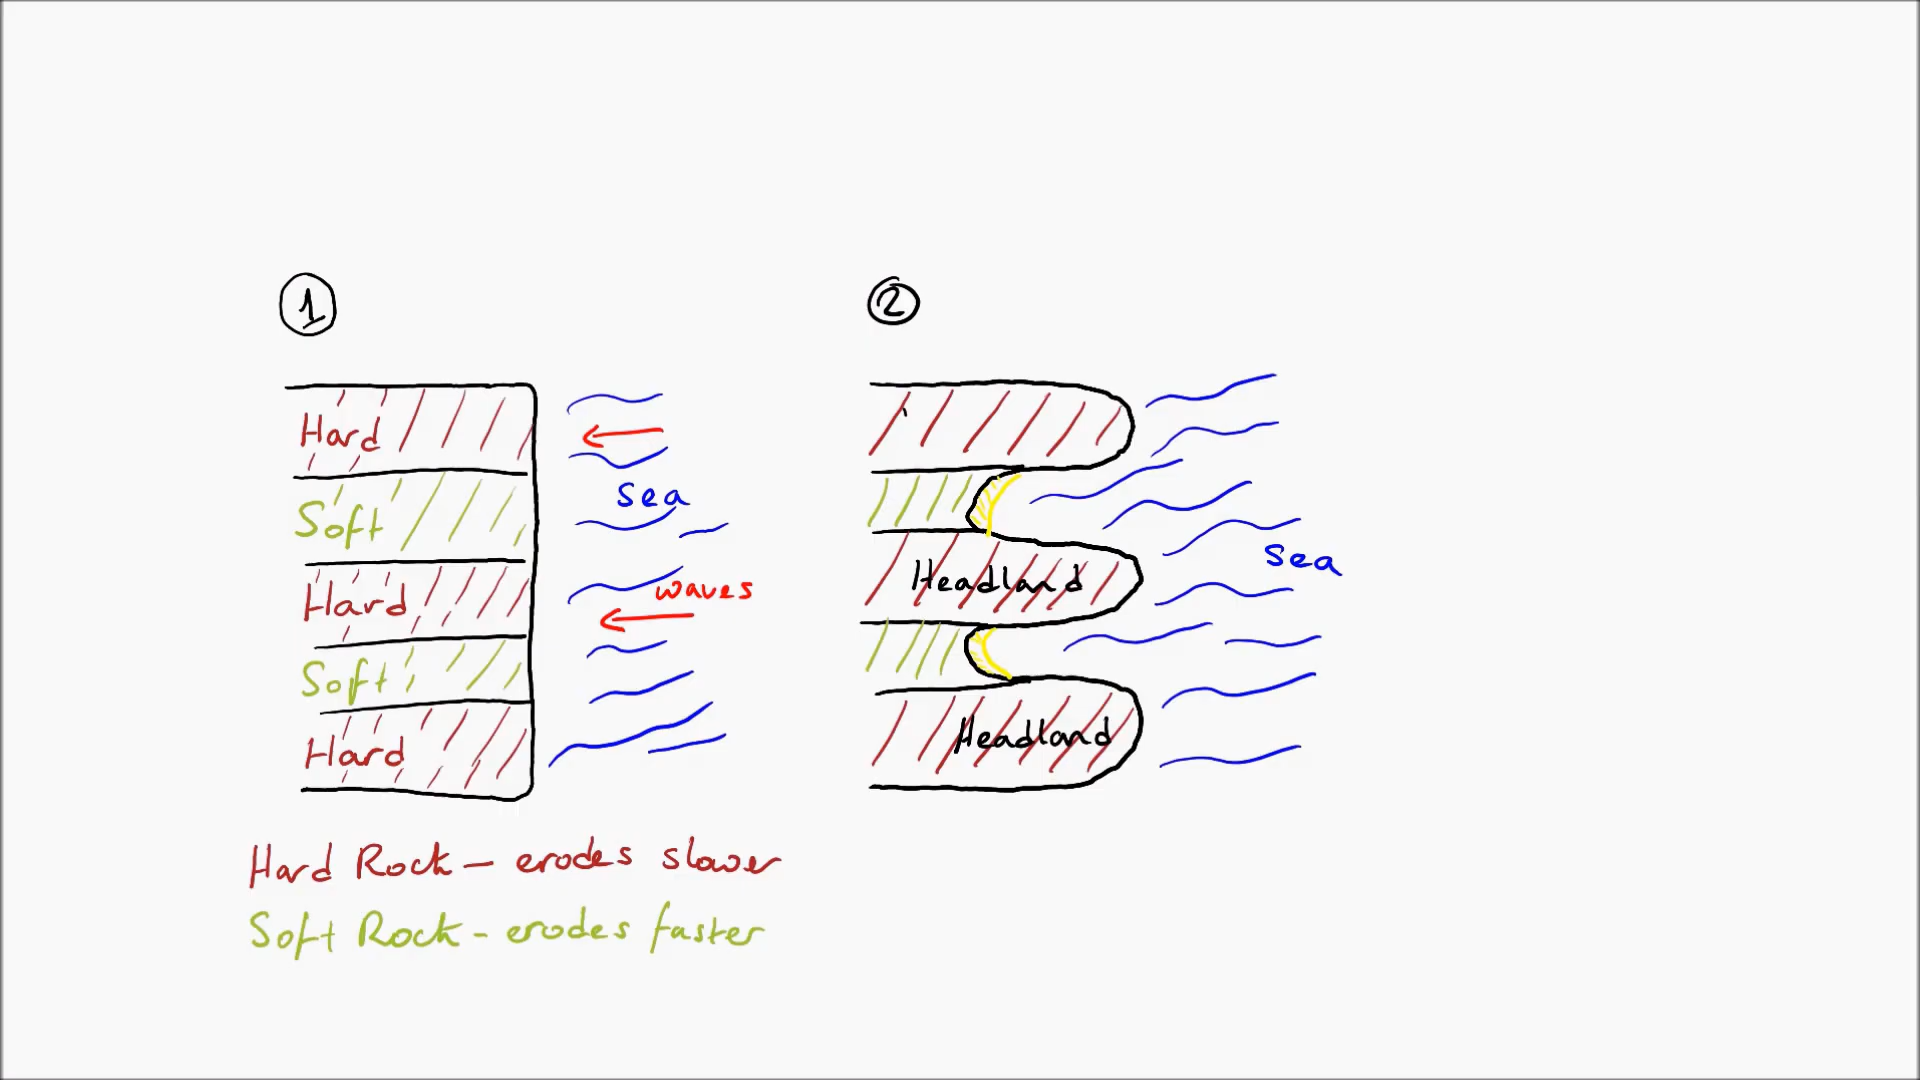 1
Hard
Soft
Hard
Soft
Hard
sea
waves
Hard Rock – erodes slower
Soft Rock - erodes faster
2
Headland
Headland
sea